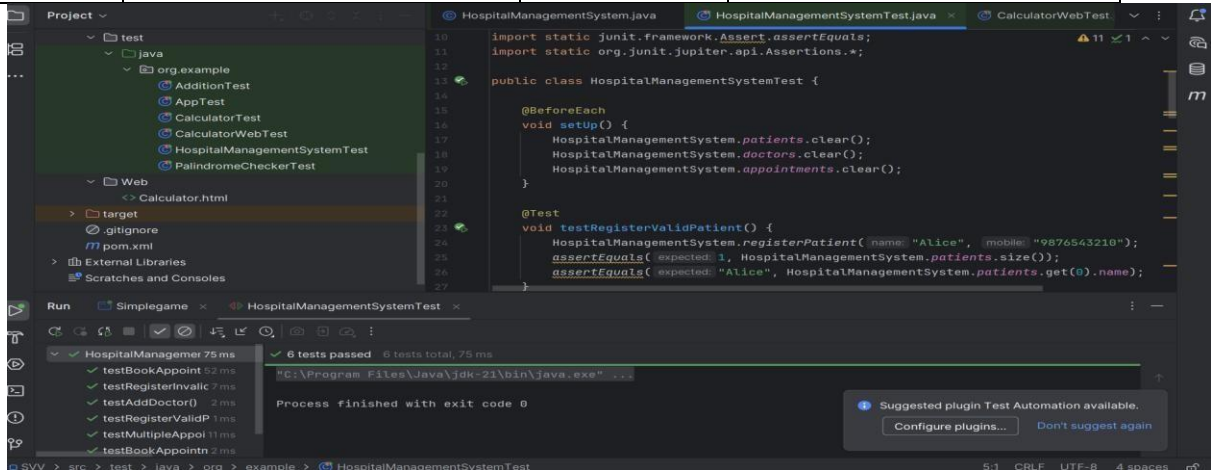 Project
HospitalManagementSystem.java
HospitalManagementSystemTest.java
CalculatorWebTest
test
java
org.example
AdditionTest
AppTest
CalculatorTest
CalculatorWebTest
HospitalManagementSystemTest
PalindromeCheckerTest
Web
Calculator.html
target
.gitignore
pom.xml
External Libraries
Scratches and Consoles
10 import static junit.framework.Assert.assertEquals;
11 import static org.junit.jupiter.api.Assertions.*;
12
13 public class HospitalManagementSystemTest {
14
15 @BeforeEach
16 void setUp() {
17 HospitalManagementSystem.patients.clear();
18 HospitalManagementSystem.doctors.clear();
19 HospitalManagementSystem.appointments.clear();
20 }
21
22 @Test
23 void testRegisterValidPatient() {
24 HospitalManagementSystem.registerPatient( name: "Alice", mobile: "9876543210");
25 assertEquals( expected: 1, HospitalManagementSystem.patients.size());
26 assertEquals( expected: "Alice", HospitalManagementSystem.patients.get(0).name);
27 }
11 1
m
Run Simplegame HospitalManagementSystemTest
HospitalManagemer 75 ms
testBookAppoint 52 ms
testRegisterInvalic 7 ms
testAddDoctor() 2 ms
testRegisterValidP 1 ms
testMultipleAppoi 11 ms
testBookAppointn 2 ms
6 tests passed 6 tests total, 75 ms
"C:\Program Files\Java\jdk-21\bin\java.exe" ...
Process finished with exit code 0
Suggested plugin Test Automation available.
Configure plugins... Don't suggest again
SVV > src > test > java > org > example > HospitalManagementSystemTest
5:1 CRLF UTF-8 4 spaces